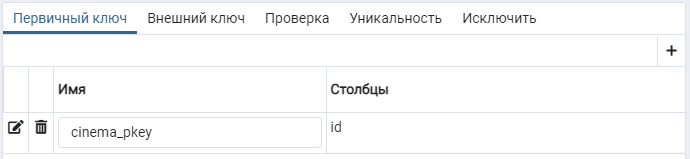 Первичный ключ Внешний ключ Проверка Уникальность Исключить
Имя Столбцы
cinema_pkey id